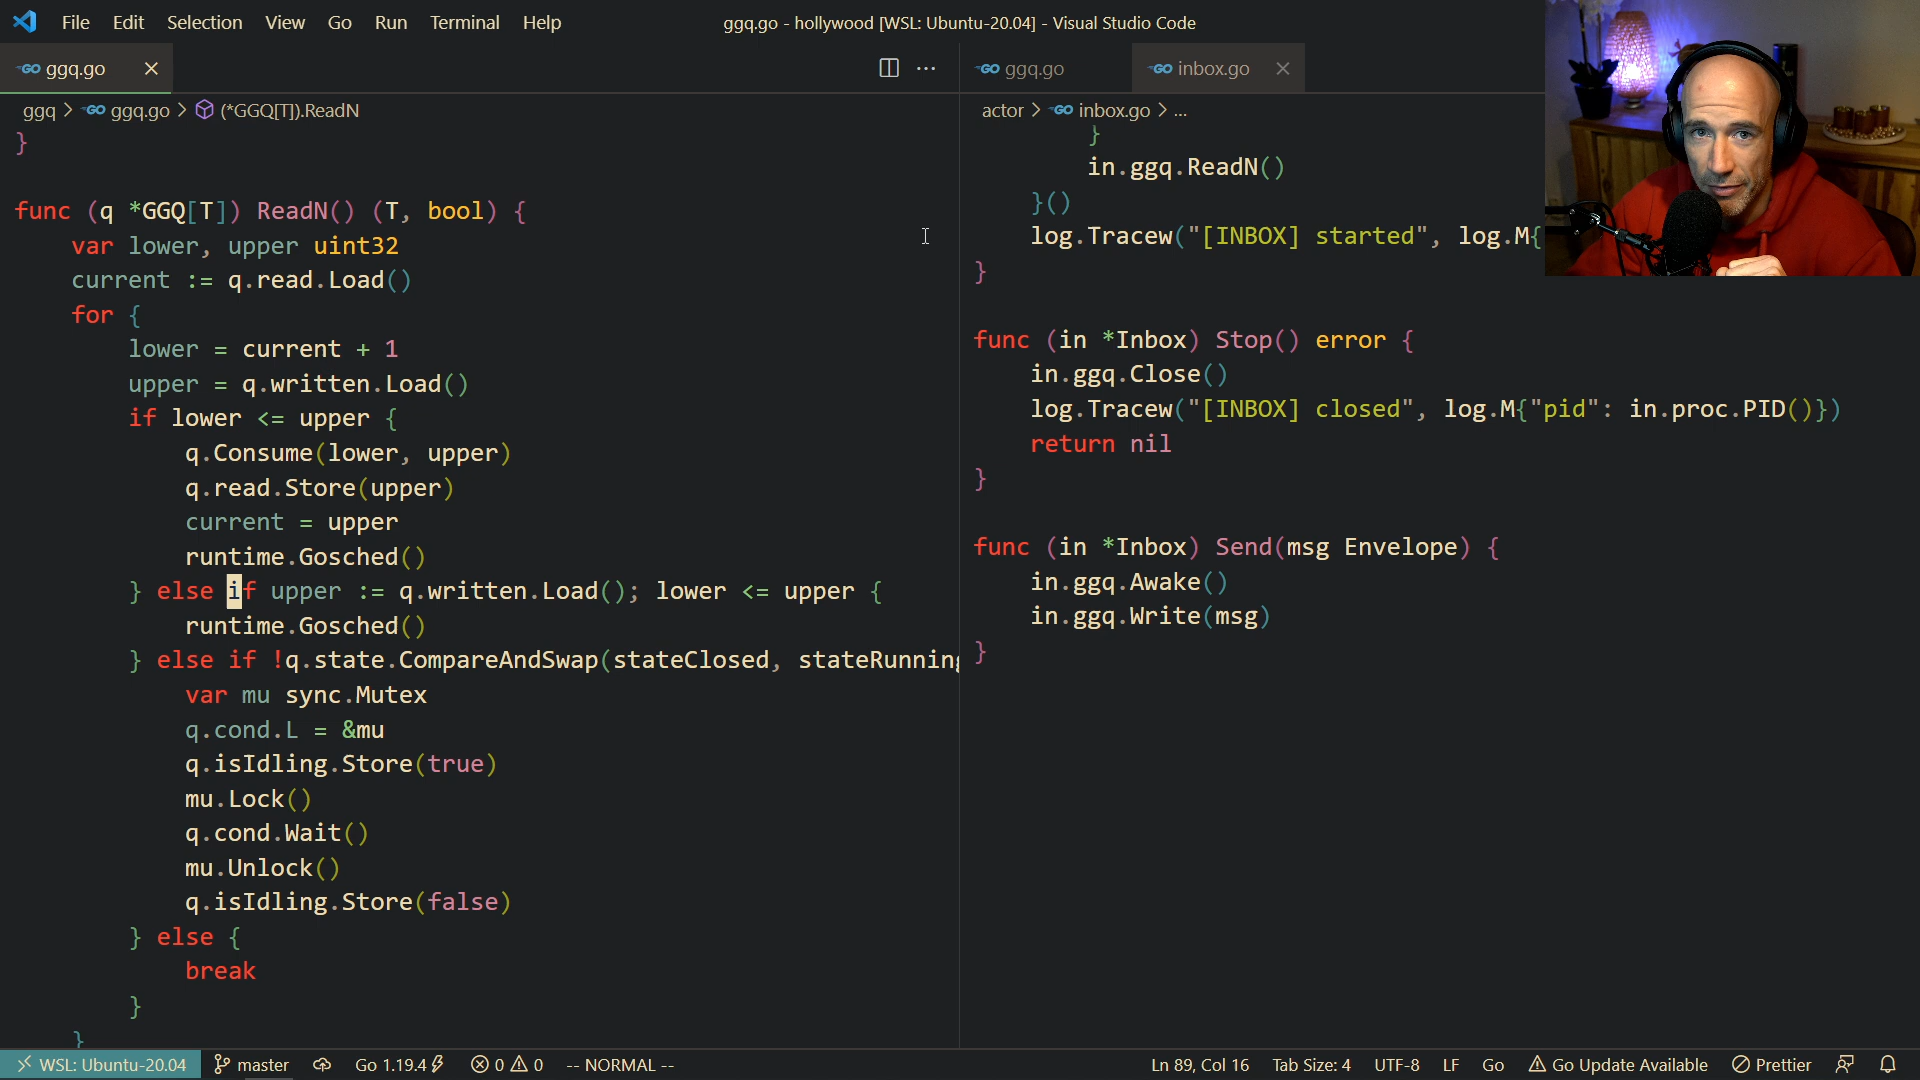 File Edit Selection View Go Run Terminal Help
ggq.go - hollywood [WSL: Ubuntu-20.04] - Visual Studio Code
ggq.go
ggq > ggq.go > (*GGQ[T]).ReadN
}
func (q *GGQ[T]) ReadN() (T, bool) {
var lower, upper uint32
current := q.read.Load()
for {
lower = current + 1
upper = q.written.Load()
if lower <= upper {
q.Consume(lower, upper)
q.read.Store(upper)
current = upper
runtime.Gosched()
} else if upper := q.written.Load(); lower <= upper {
runtime.Gosched()
} else if !q.state.CompareAndSwap(stateClosed, stateRunning
var mu sync.Mutex
q.cond.L = &mu
q.isIdling.Store(true)
mu.Lock()
q.cond.Wait()
mu.Unlock()
q.isIdling.Store(false)
} else {
break
}
}
ggq.go inbox.go
actor > inbox.go > ...
}
in.ggq.ReadN()
}()
log.Tracew("[INBOX] started", log.M{
}
func (in *Inbox) Stop() error {
in.ggq.Close()
log.Tracew("[INBOX] closed", log.M{"pid": in.proc.PID()})
return nil
}
func (in *Inbox) Send(msg Envelope) {
in.ggq.Awake()
in.ggq.Write(msg)
}
WSL: Ubuntu-20.04 master Go 1.19.4 0 0 -- NORMAL -- Ln 89, Col 16 Tab Size: 4 UTF-8 LF Go Go Update Available Prettier